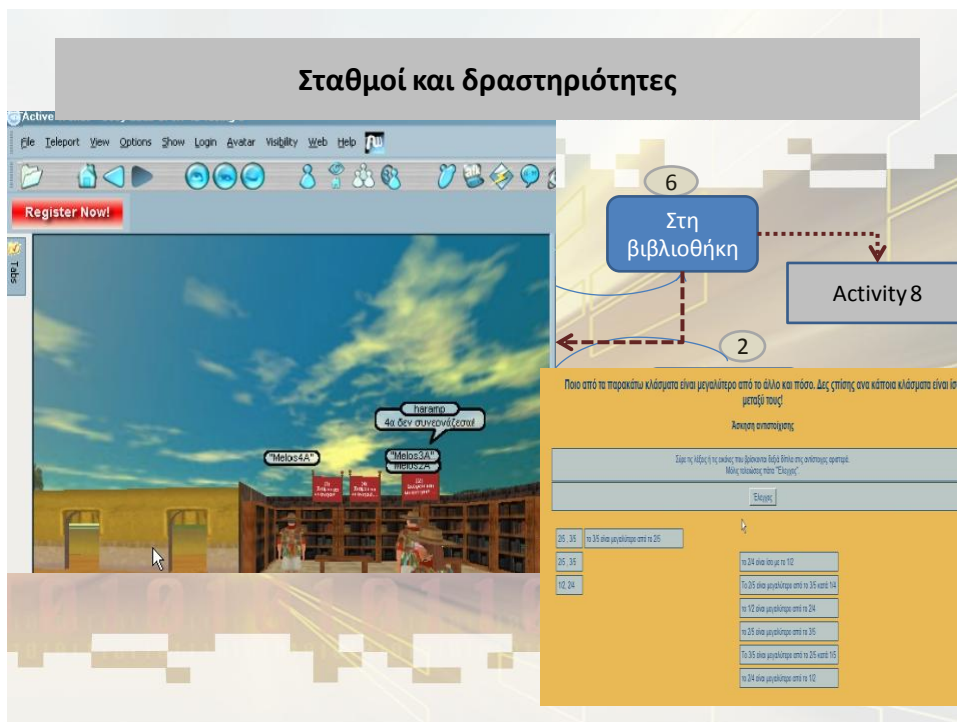 Σταθμοί και δραστηριότητες
Active
File Teleport View Options Show Login Avatar Visibility Web Help
Register Now!
Tabs
haramp
4α δεν συνεργάζεσαι!
"Melos4A"
"Melos3A"
"Melos2A"
6
Στη
βιβλιοθήκη
Activity 8
2
Ποιο από τα παρακάτω κλάσματα είναι μεγαλύτερο από το άλλο και πόσο. Δες ςπίσης ανα κάποια κλάσματα είναι ίσ
μεταξύ τους!
Άσκηση αντιστοίχισης
Σύρε τις λέξεις ή τις εικόνες που βρίσκονται δεξιά δίπλα στις αντίστοιχες αριστερά.
Μόλις τελειώσεις πάτα "Έλεγχος".
Έλεγχος
2/5 , 3/5 το 3/5 είναι μεγαλύτερο από το 2/5
2/5 , 3/5 το 2/4 είναι ίσο με το 1/2
1/2, 2/4 Το 2/5 είναι μεγαλύτερο από το 3/5 κατά 1/4
το 1/2 είναι μεγαλύτερο από το 2/4
το 2/5 είναι μεγαλύτερο από το 3/5
Το 3/5 είναι μεγαλύτερο από το 2/5 κατά 1/5
το 2/4 είναι μεγαλύτερο από το 1/2